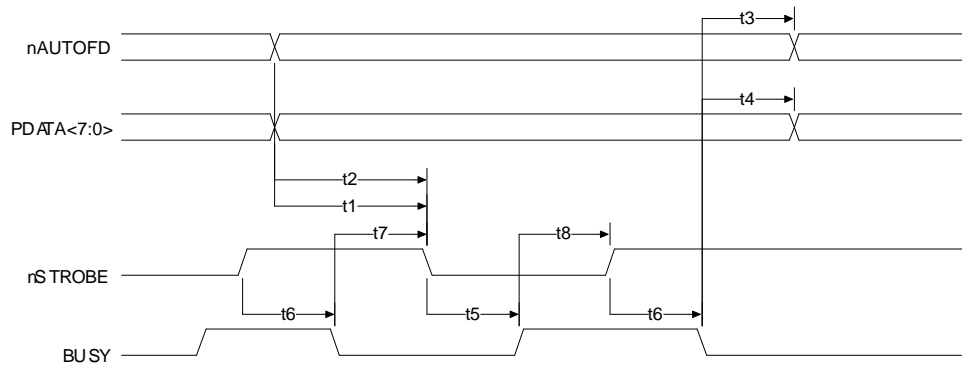 t3
nAUTOFD
t4
PDATA<7:0>
t2
t1
t7
t8
nSTROBE
t6
t5
t6
BUSY